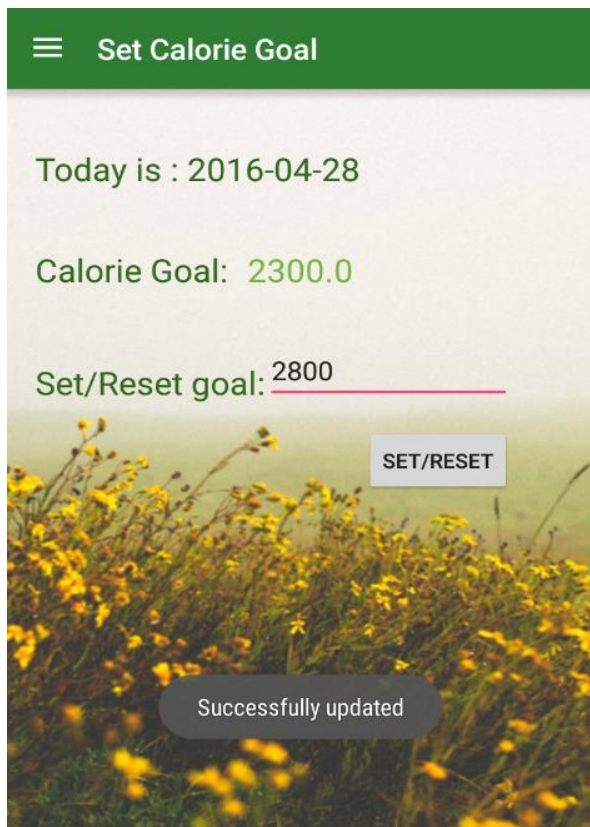 Set Calorie Goal
Today is : 2016-04-28
Calorie Goal: 2300.0
Set/Reset goal: 2800
SET/RESET
Successfully updated